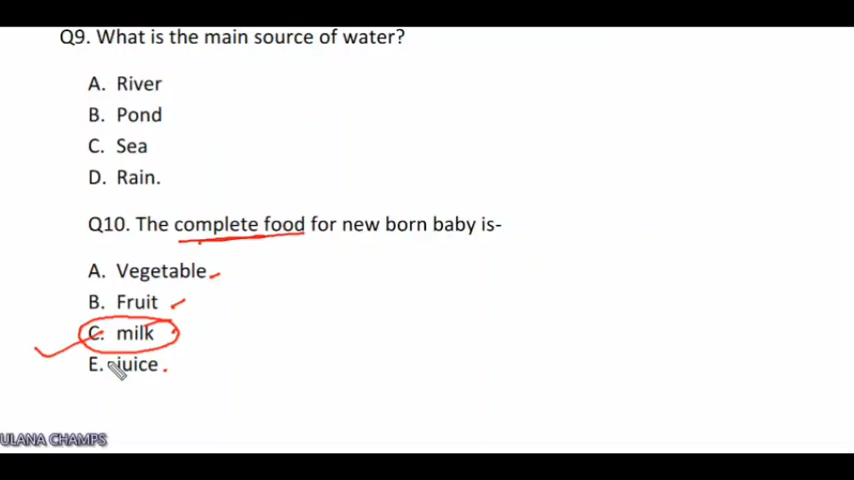 Q9. What is the main source of water?
A. River
B. Pond
C. Sea
D. Rain.
Q10. The complete food for new born baby is-
A. Vegetable
B. Fruit
C. milk
E. juice
ULANA CHAMPS